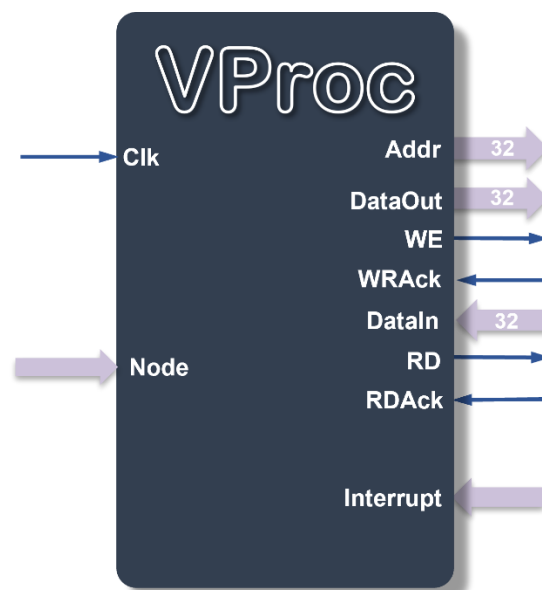 VProc
Clk
Addr 32
DataOut 32
WE
WRAck
DataIn 32
Node
RD
RDAck
Interrupt